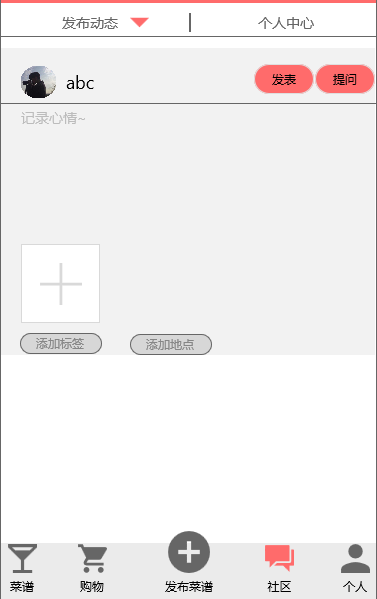 发布动态 个人中心
abc 发表 提问
记录心情~
添加标签 添加地点
菜谱 购物 发布菜谱 社区 个人